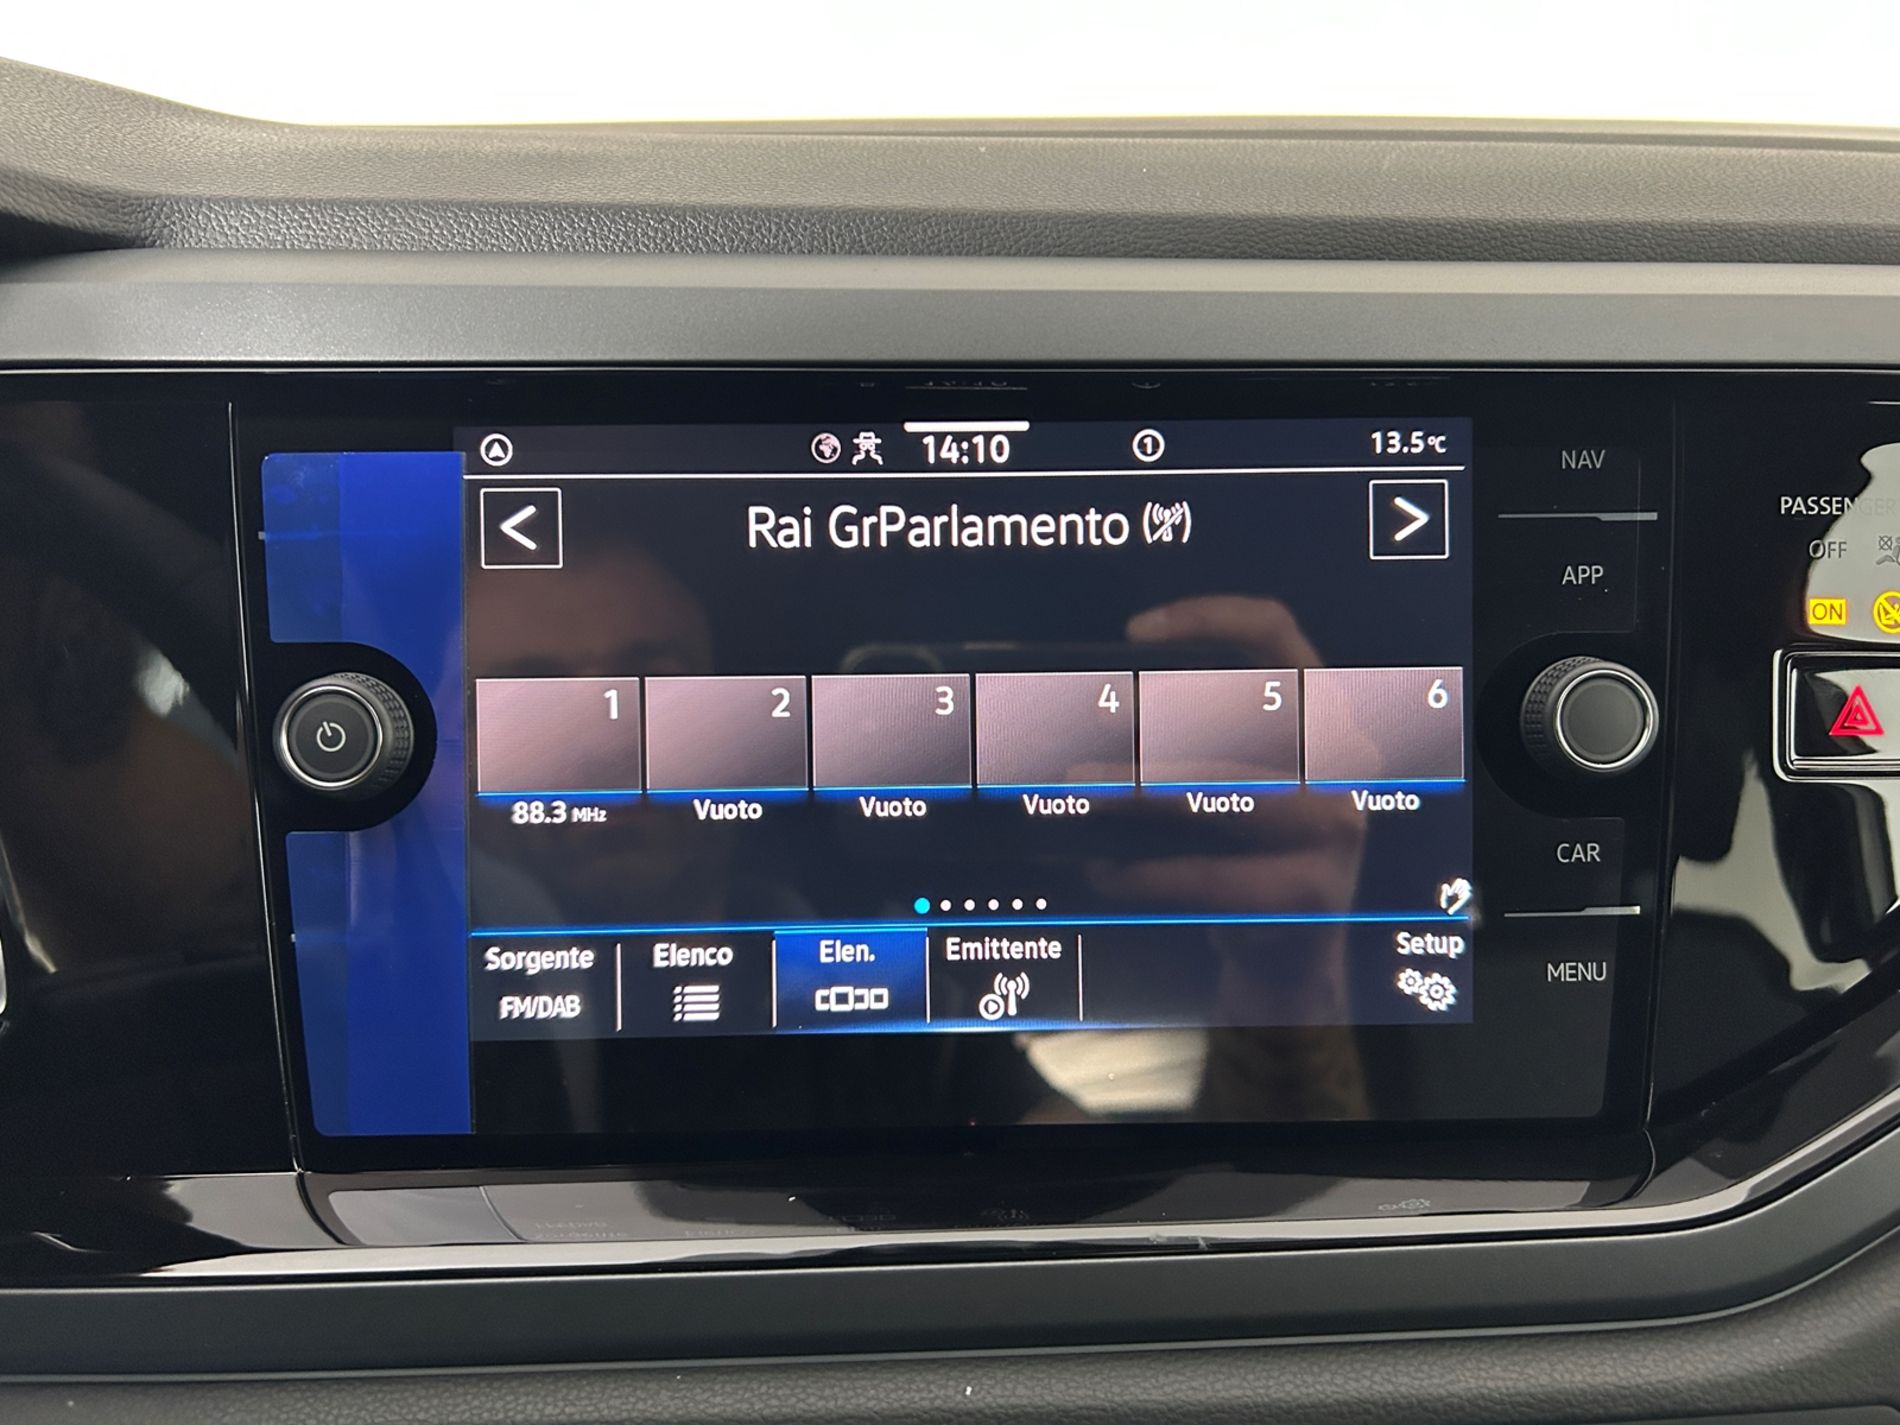 14:10
1
13.5°C
<
Rai GrParlamento
>
1
2
3
4
5
6
88.3 MHz
Vuoto
Vuoto
Vuoto
Vuoto
Vuoto
Sorgente
FM/DAB
Elenco
Elen.
Emittente
Setup
NAV
APP
CAR
MENU
PASSENGER
OFF
ON